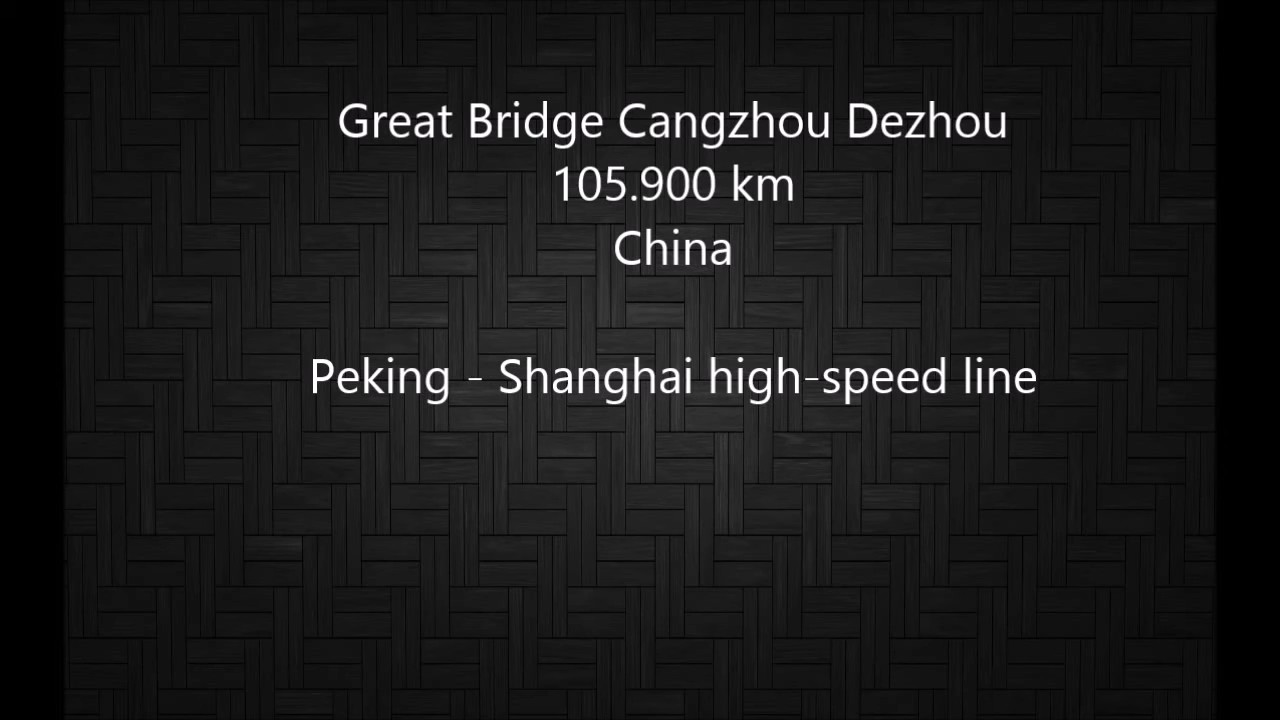 Great Bridge Cangzhou Dezhou
105.900 km
China
Peking - Shanghai high-speed line